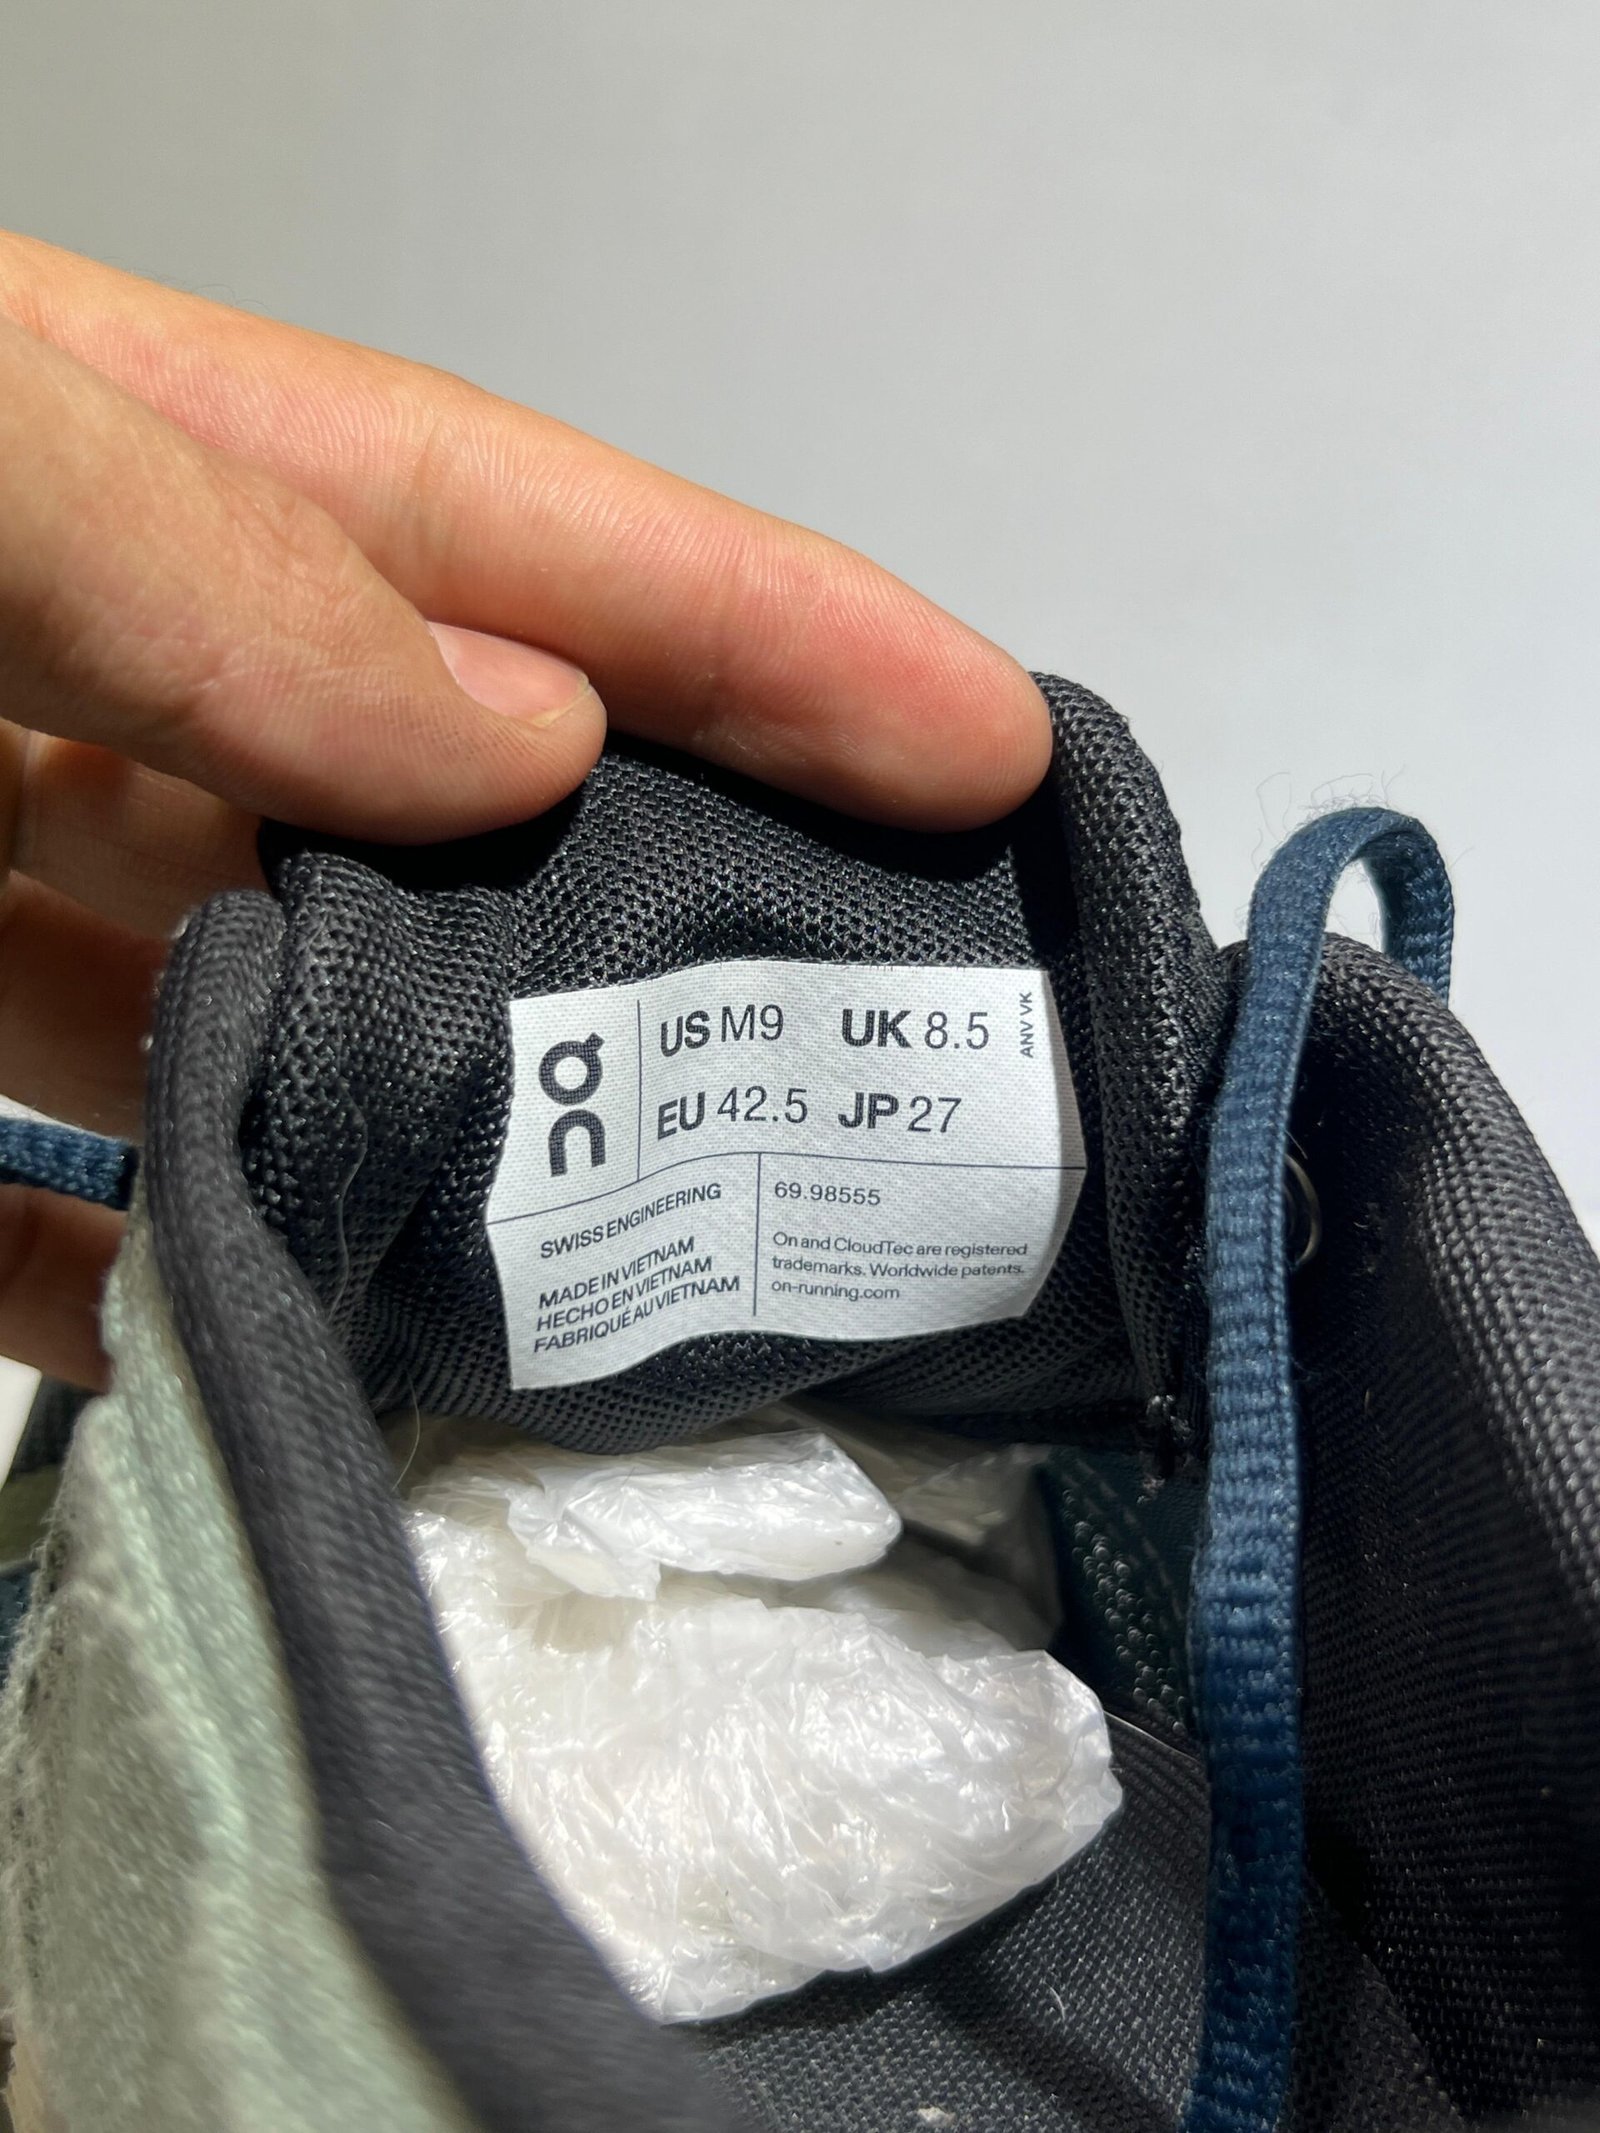 On
US M9 UK 8.5
EU 42.5 JP 27
ANV VK
SWISS ENGINEERING
MADE IN VIETNAM
HECHO EN VIETNAM
FABRIQUÉ AU VIETNAM
69.98555
On and CloudTec are registered
trademarks. Worldwide patents.
on-running.com